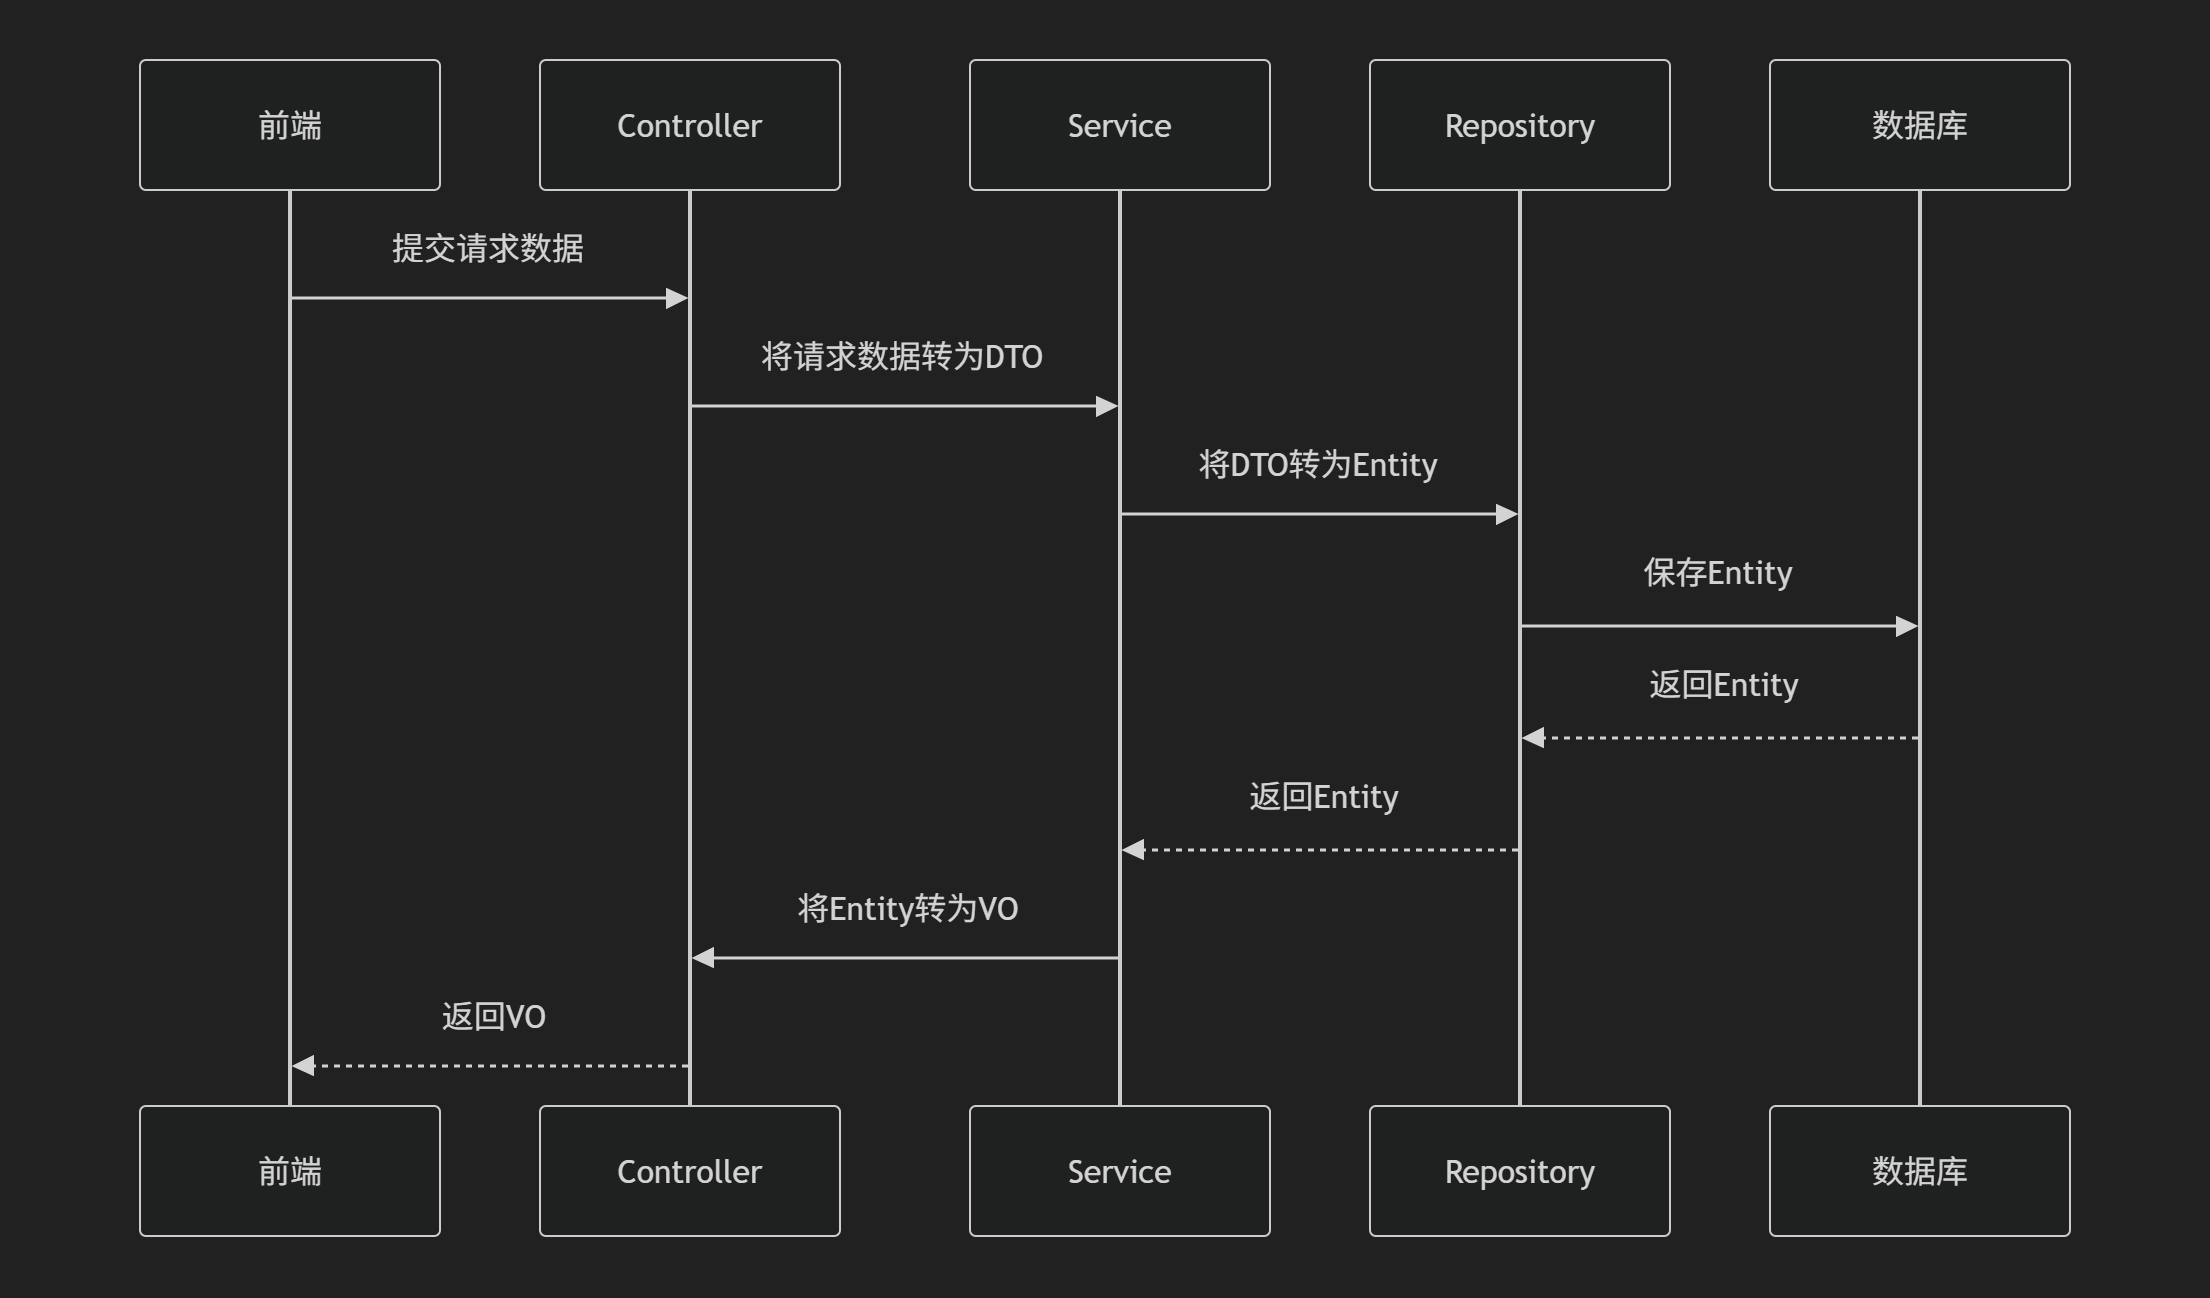 前端
Controller
Service
Repository
数据库
提交请求数据
将请求数据转为DTO
将DTO转为Entity
保存Entity
返回Entity
返回Entity
将Entity转为VO
返回VO
前端
Controller
Service
Repository
数据库